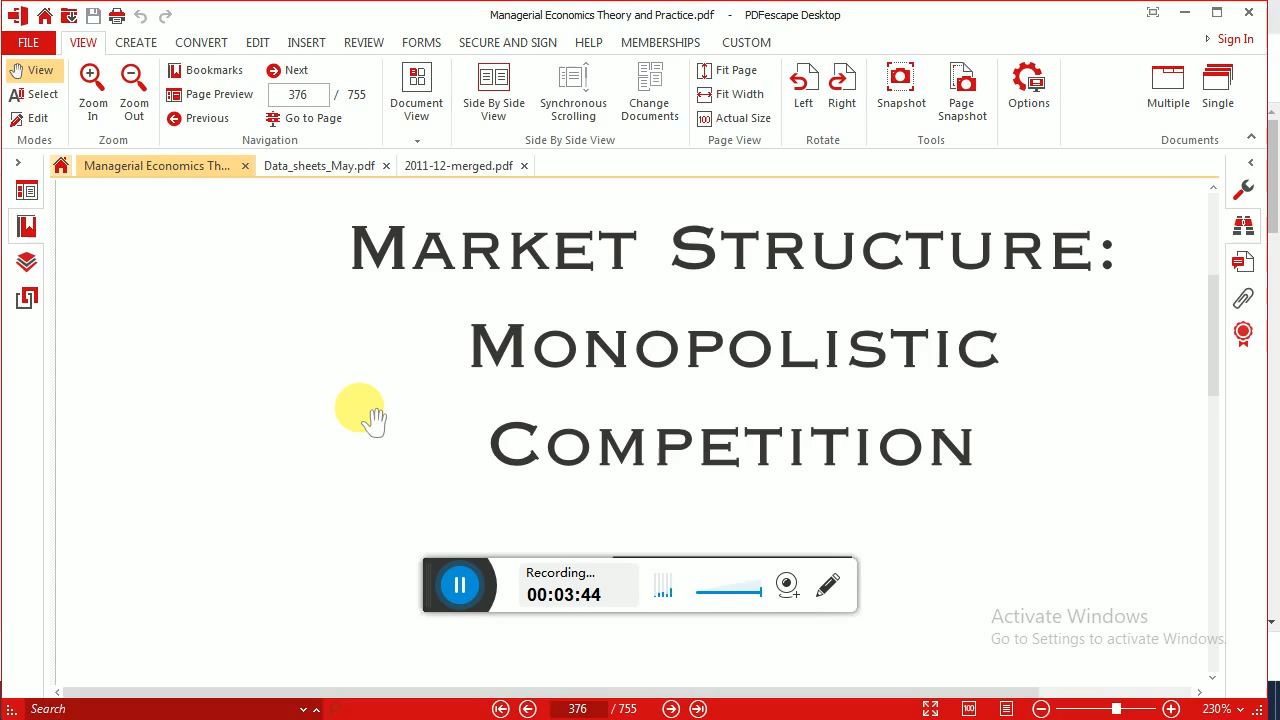 Managerial Economics Theory and Practice.pdf - PDFescape Desktop
FILE VIEW CREATE CONVERT EDIT INSERT REVIEW FORMS SECURE AND SIGN HELP MEMBERSHIPS CUSTOM Sign In
View
Select
Edit
Modes
Zoom In
Zoom Out
Zoom
Bookmarks
Page Preview
Previous
Next
376 / 755
Go to Page
Navigation
Document View
Side By Side View
Synchronous Scrolling
Change Documents
Side By Side View
Fit Page
Fit Width
100 Actual Size
Page View
Left
Right
Rotate
Snapshot
Page Snapshot
Tools
Options
Multiple
Single
Documents
Managerial Economics Th...
Data_sheets_May.pdf
2011-12-merged.pdf
MARKET STRUCTURE:
MONOPOLISTIC
COMPETITION
Recording...
00:03:44
Activate Windows
Go to Settings to activate Windows.
Search
376 / 755
100
230%